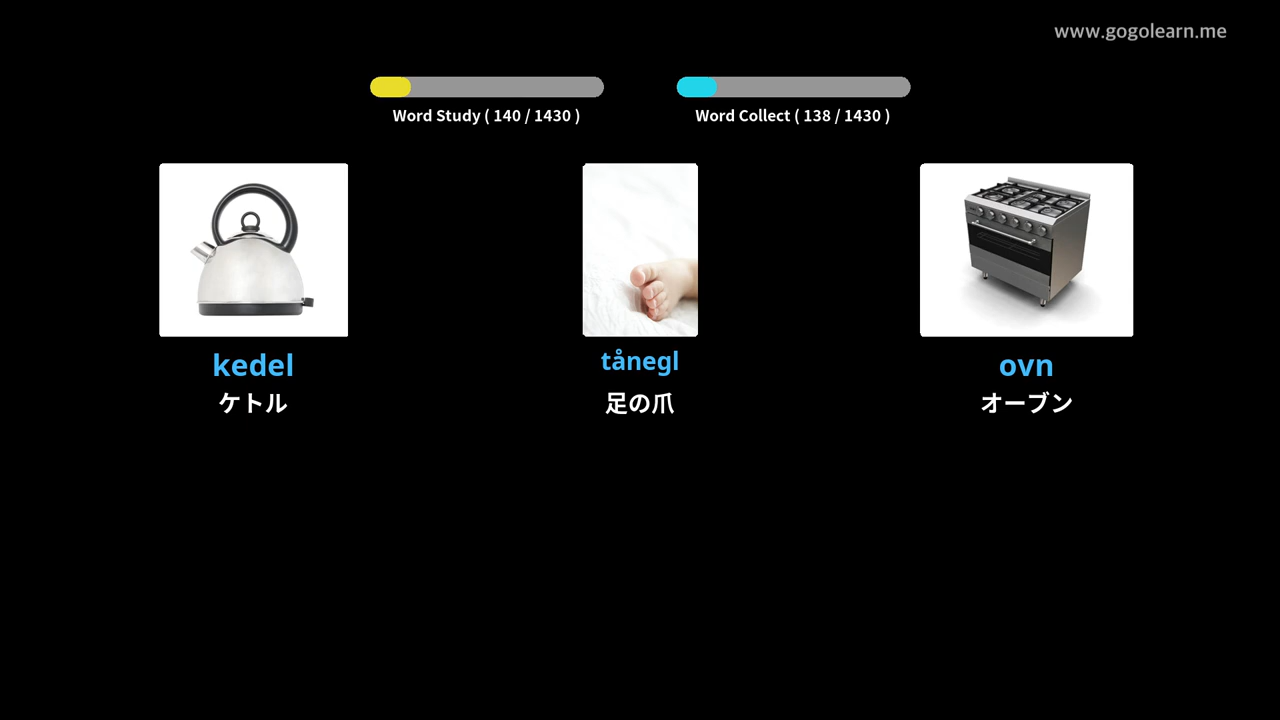 www.gogolearn.me
Word Study ( 140 / 1430 )
Word Collect ( 138 / 1430 )
kedel
ケトル
tånegl
足の爪
ovn
オーブン